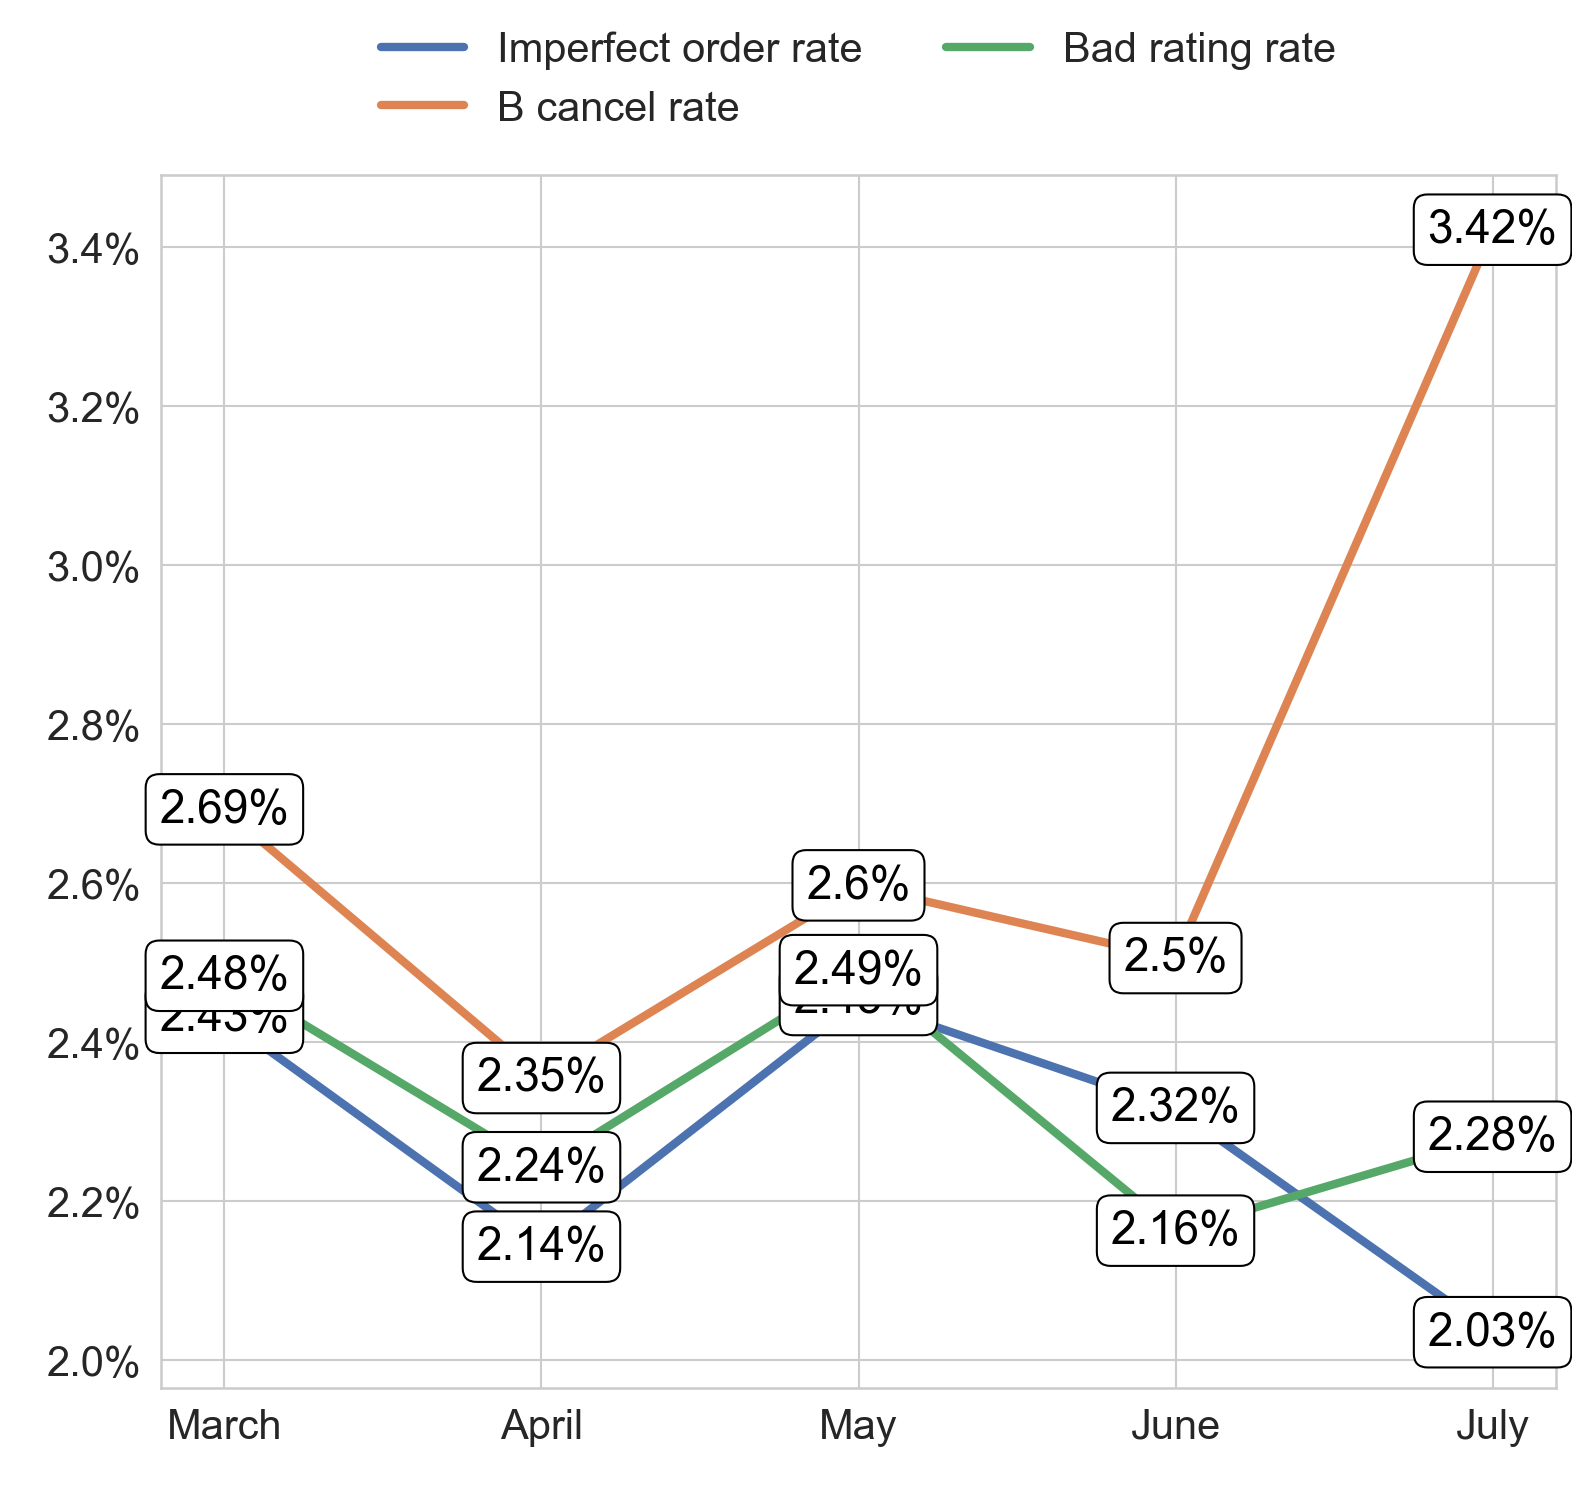 Imperfect order rate
B cancel rate
Bad rating rate
3.4%
3.2%
3.0%
2.8%
2.6%
2.4%
2.2%
2.0%
3.42%
2.69%
2.6%
2.5%
2.48%
2.43%
2.49%
2.35%
2.32%
2.28%
2.24%
2.16%
2.14%
2.03%
March
April
May
June
July